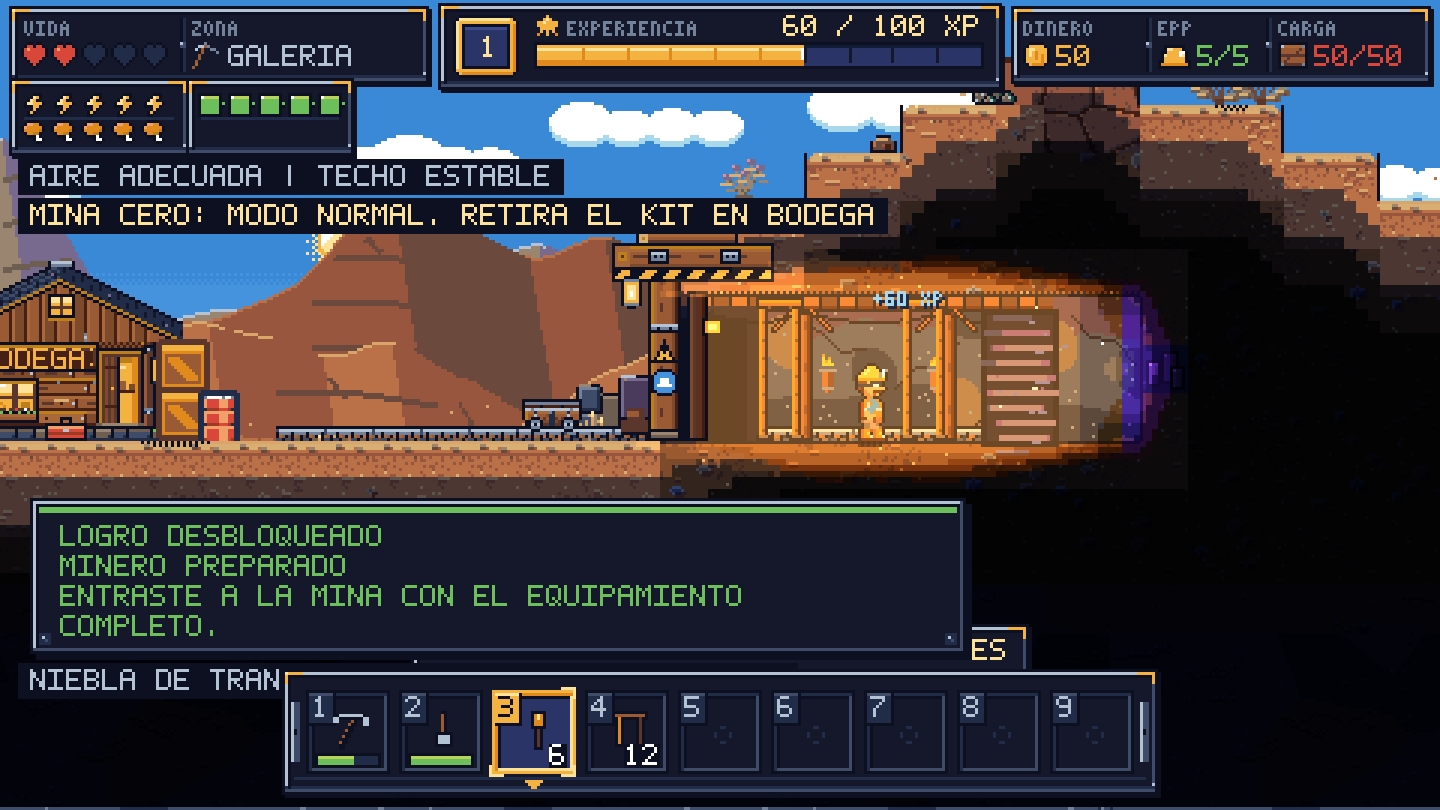 VIDA
ZONA
GALERIA
1
EXPERIENCIA
60 / 100 XP
DINERO
50
EPP
5/5
CARGA
50/50
AIRE ADECUADA | TECHO ESTABLE
MINA CERO: MODO NORMAL. RETIRA EL KIT EN BODEGA
+60 XP
ODEGA
LOGRO DESBLOQUEADO
MINERO PREPARADO
ENTRASTE A LA MINA CON EL EQUIPAMIENTO
COMPLETO.
ES
NIEBLA DE TRAN
1 2 3 4 5 6 7 8 9
6 12